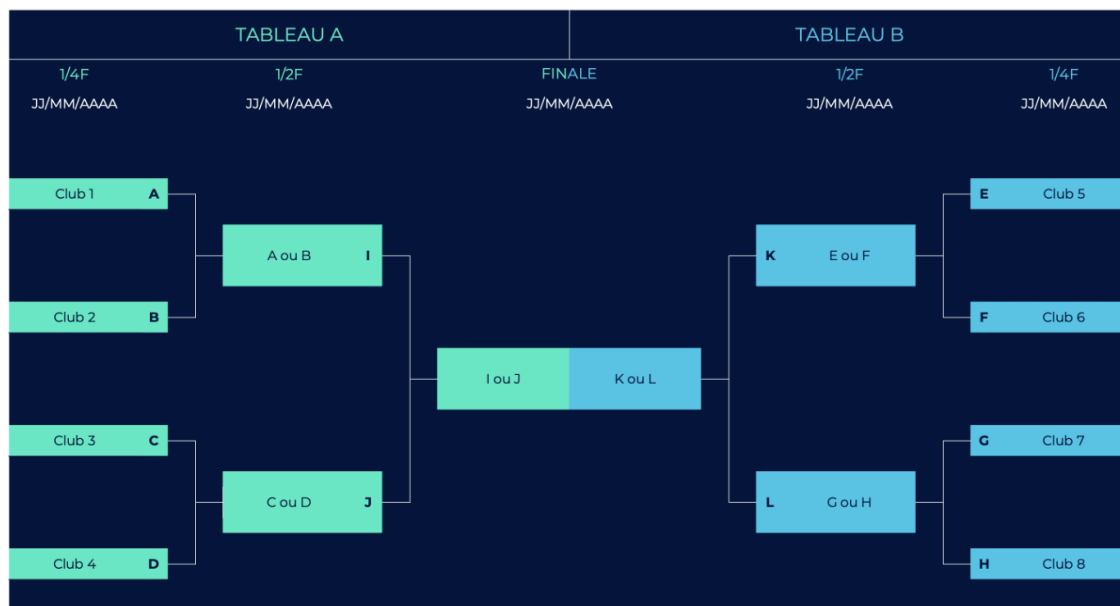 TABLEAU A
TABLEAU B
1/4F
1/2F
FINALE
1/2F
1/4F
JJ/MM/AAAA
JJ/MM/AAAA
JJ/MM/AAAA
JJ/MM/AAAA
JJ/MM/AAAA
Club 1 A
E Club 5
A ou B I
K E ou F
Club 2 B
F Club 6
I ou J
K ou L
Club 3 C
G Club 7
C ou D J
L G ou H
Club 4 D
H Club 8